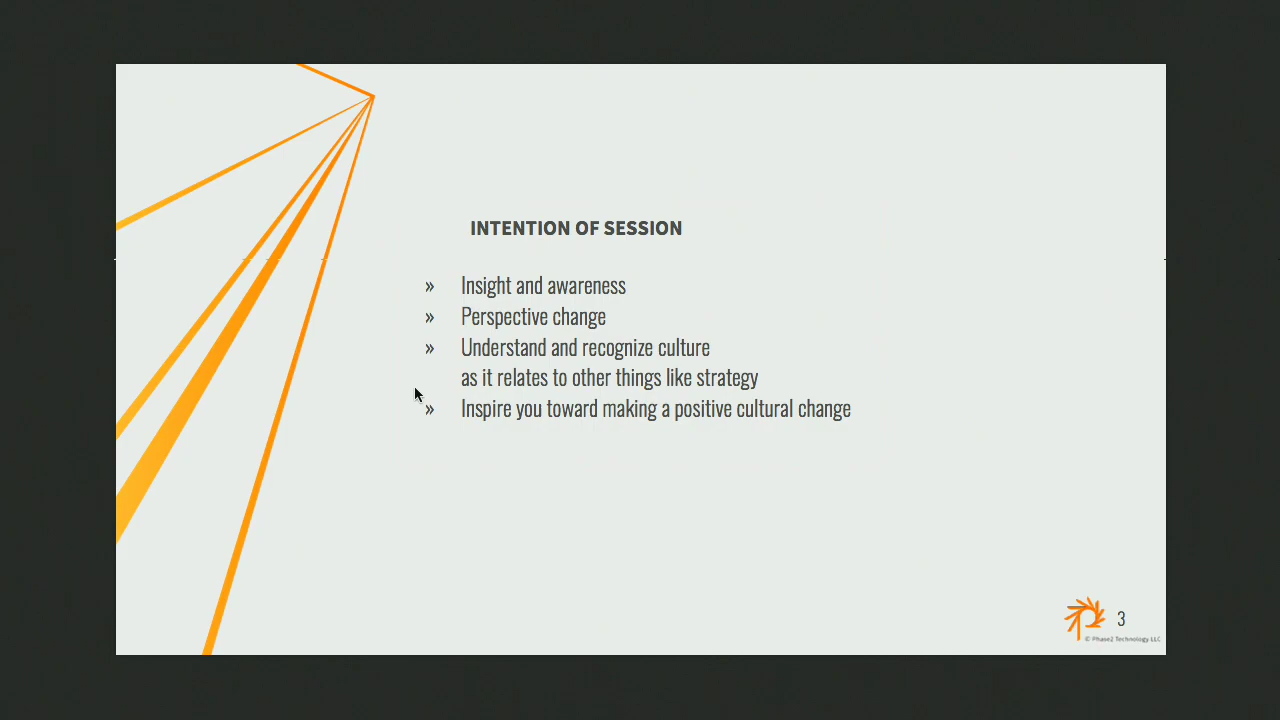 INTENTION OF SESSION
» Insight and awareness
» Perspective change
» Understand and recognize culture
as it relates to other things like strategy
» Inspire you toward making a positive cultural change
3
© Phase2 Technology LLC